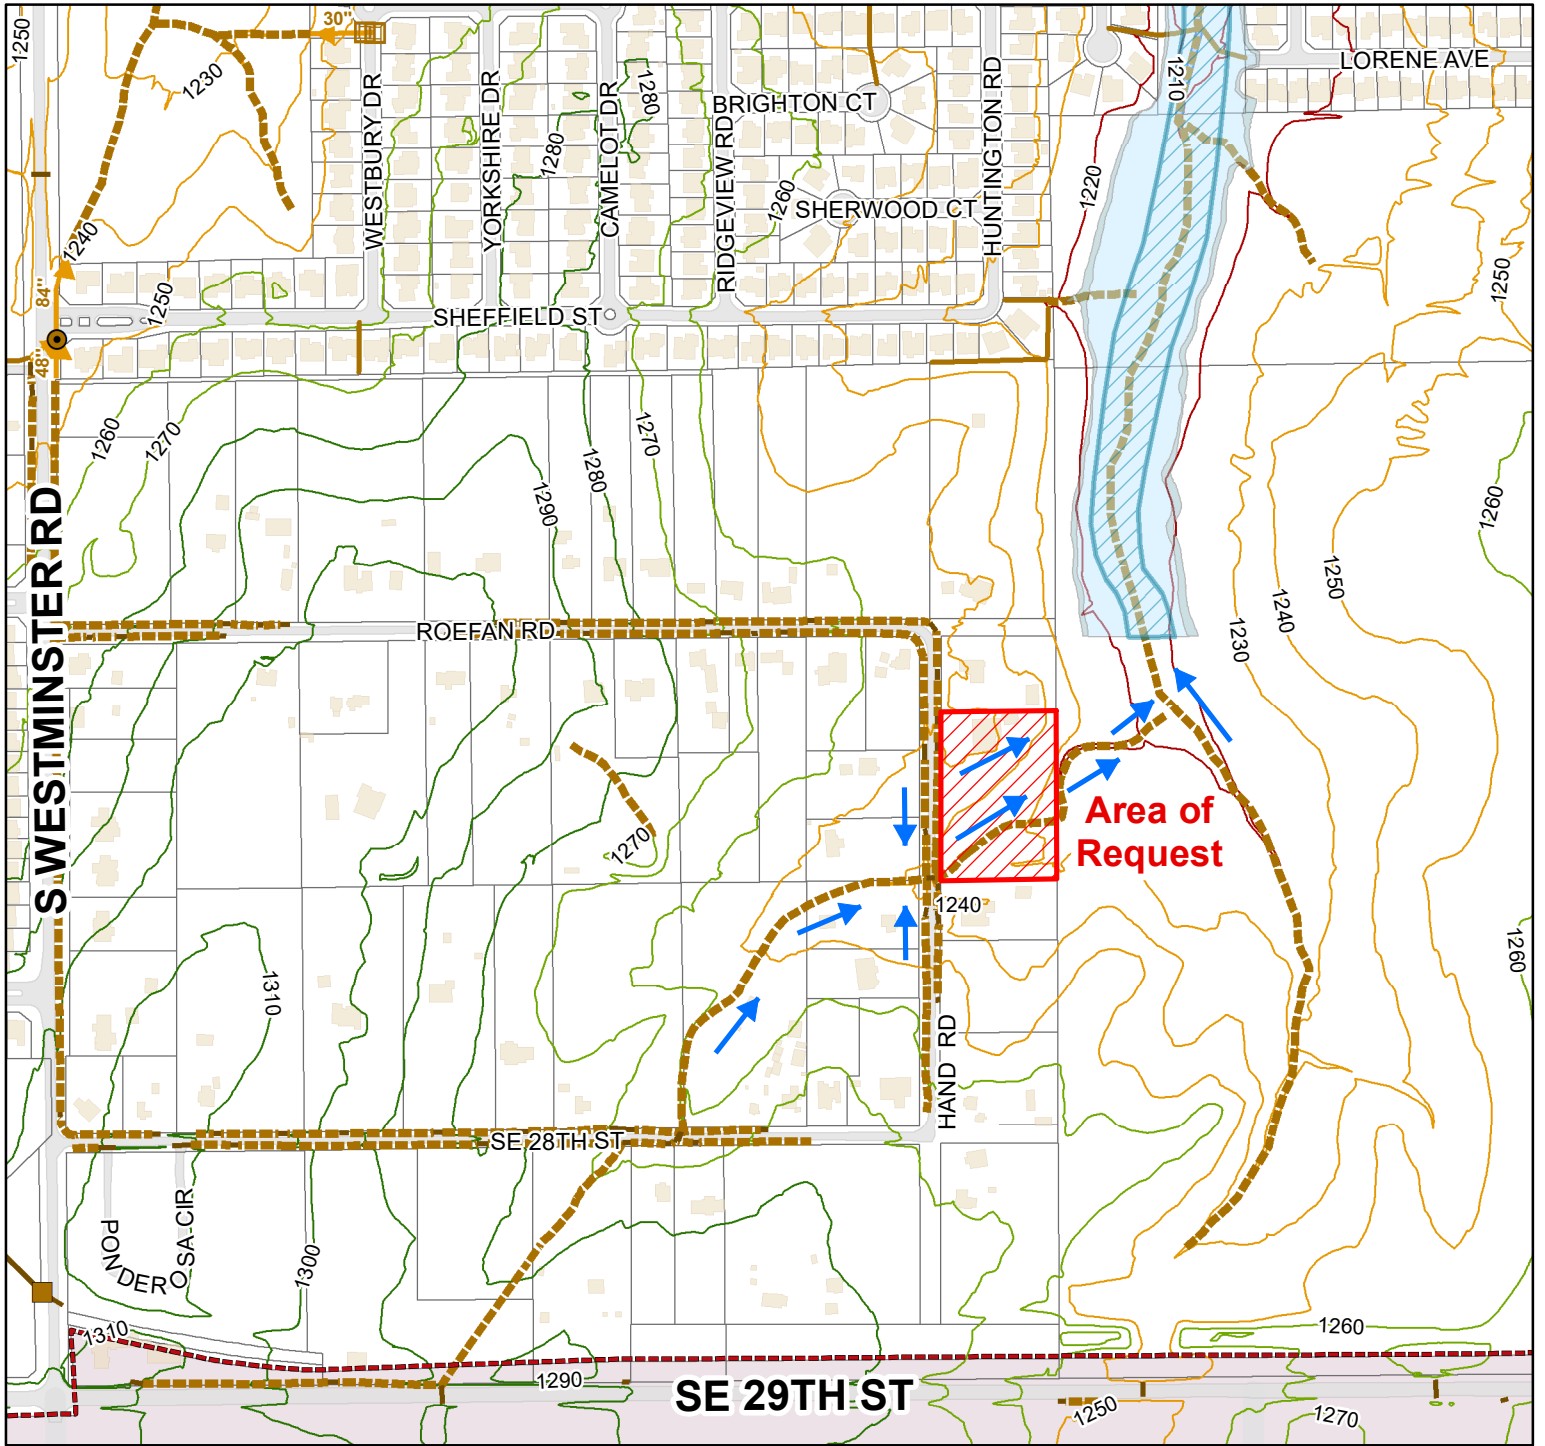 1250
30"
1230
LORENE AVE
WESTBURY DR
YORKSHIRE DR
CAMELOT DR
1280
RIDGEVIEW RD
BRIGHTON CT
HUNTINGTON RD
1210
1280
1260
SHERWOOD CT
1220
1240
84"
1250
1250
SHEFFIELD ST
48"
1260
1270
1270
1280
1290
1260
S WESTMINSTER RD
1250
1240
1230
ROEFAN RD
Area of
Request
1270
1240
1310
1260
HAND RD
SE 28TH ST
PONDEROSA CIR
1300
1310
1260
1290
SE 29TH ST
1250
1270